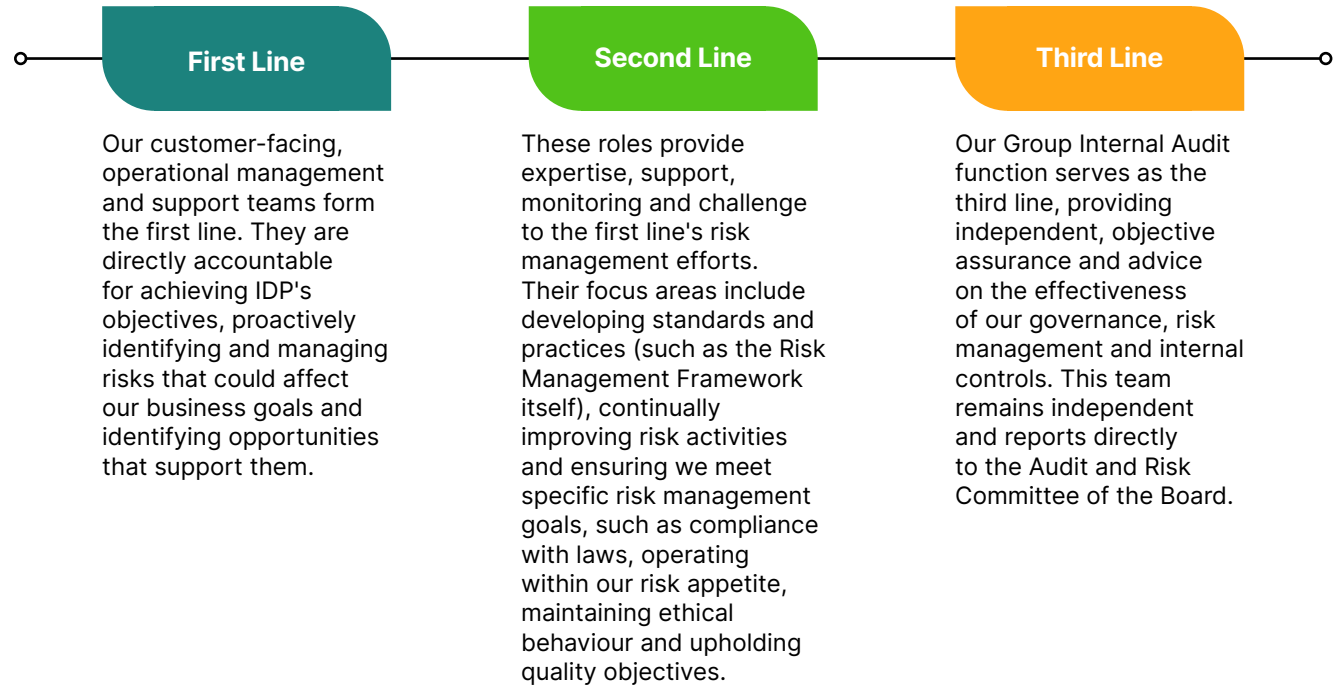 First Line
Our customer-facing,
operational management
and support teams form
the first line. They are
directly accountable
for achieving IDP's
objectives, proactively
identifying and managing
risks that could affect
our business goals and
identifying opportunities
that support them.
Second Line
These roles provide
expertise, support,
monitoring and challenge
to the first line's risk
management efforts.
Their focus areas include
developing standards and
practices (such as the Risk
Management Framework
itself), continually
improving risk activities
and ensuring we meet
specific risk management
goals, such as compliance
with laws, operating
within our risk appetite,
maintaining ethical
behaviour and upholding
quality objectives.
Third Line
Our Group Internal Audit
function serves as the
third line, providing
independent, objective
assurance and advice
on the effectiveness
of our governance, risk
management and internal
controls. This team
remains independent
and reports directly
to the Audit and Risk
Committee of the Board.